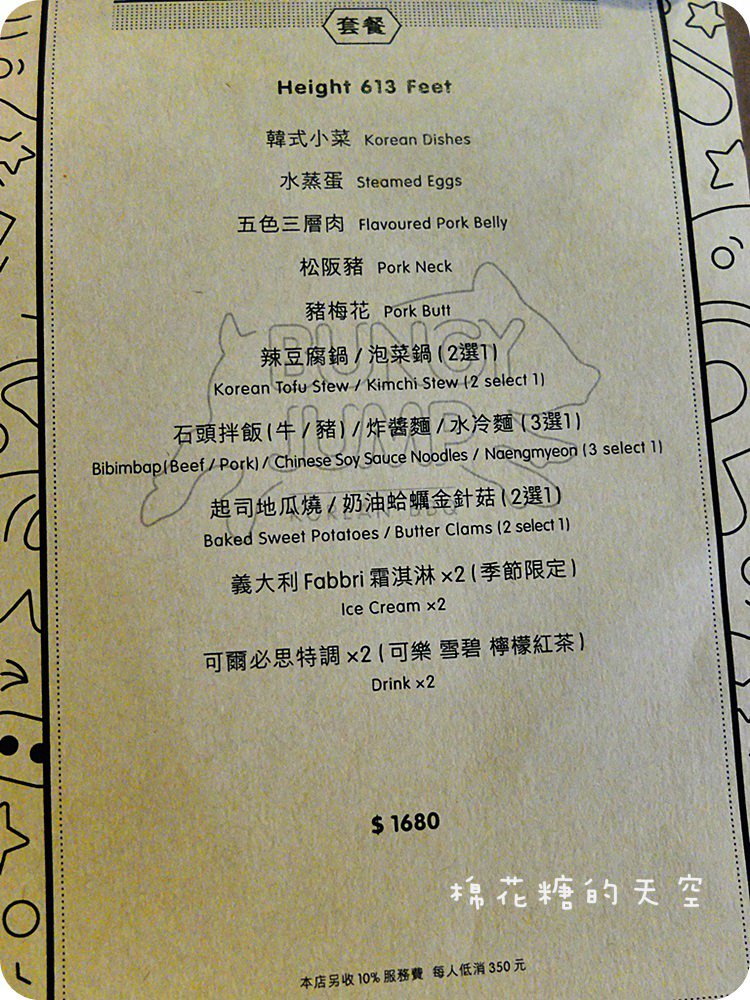 套餐
Height 613 Feet
韓式小菜 Korean Dishes
水蒸蛋 Steamed Eggs
五色三層肉 Flavoured Pork Belly
松阪豬 Pork Neck
豬梅花 Pork Butt
BUNGY
辣豆腐鍋 / 泡菜鍋 ( 2選1 )
Korean Tofu Stew / Kimchi Stew (2 select 1)
JUMP
石頭拌飯 ( 牛 / 豬 ) / 炸醬麵 / 水冷麵 ( 3選1 )
Bibimbap (Beef / Pork) / Chinese Soy Sauce Noodles / Naengmyeon (3 select 1)
起司地瓜燒 / 奶油蛤蠣金針菇 ( 2選1 )
KOREAN BBQ
Baked Sweet Potatoes / Butter Clams (2 select 1)
義大利 Fabbri 霜淇淋 ×2 ( 季節限定 )
Ice Cream ×2
可爾必思特調 ×2 ( 可樂 雪碧 檸檬紅茶 )
Drink ×2
$ 1680
棉花糖的天空
本店另收 10% 服務費 每人低消 350 元